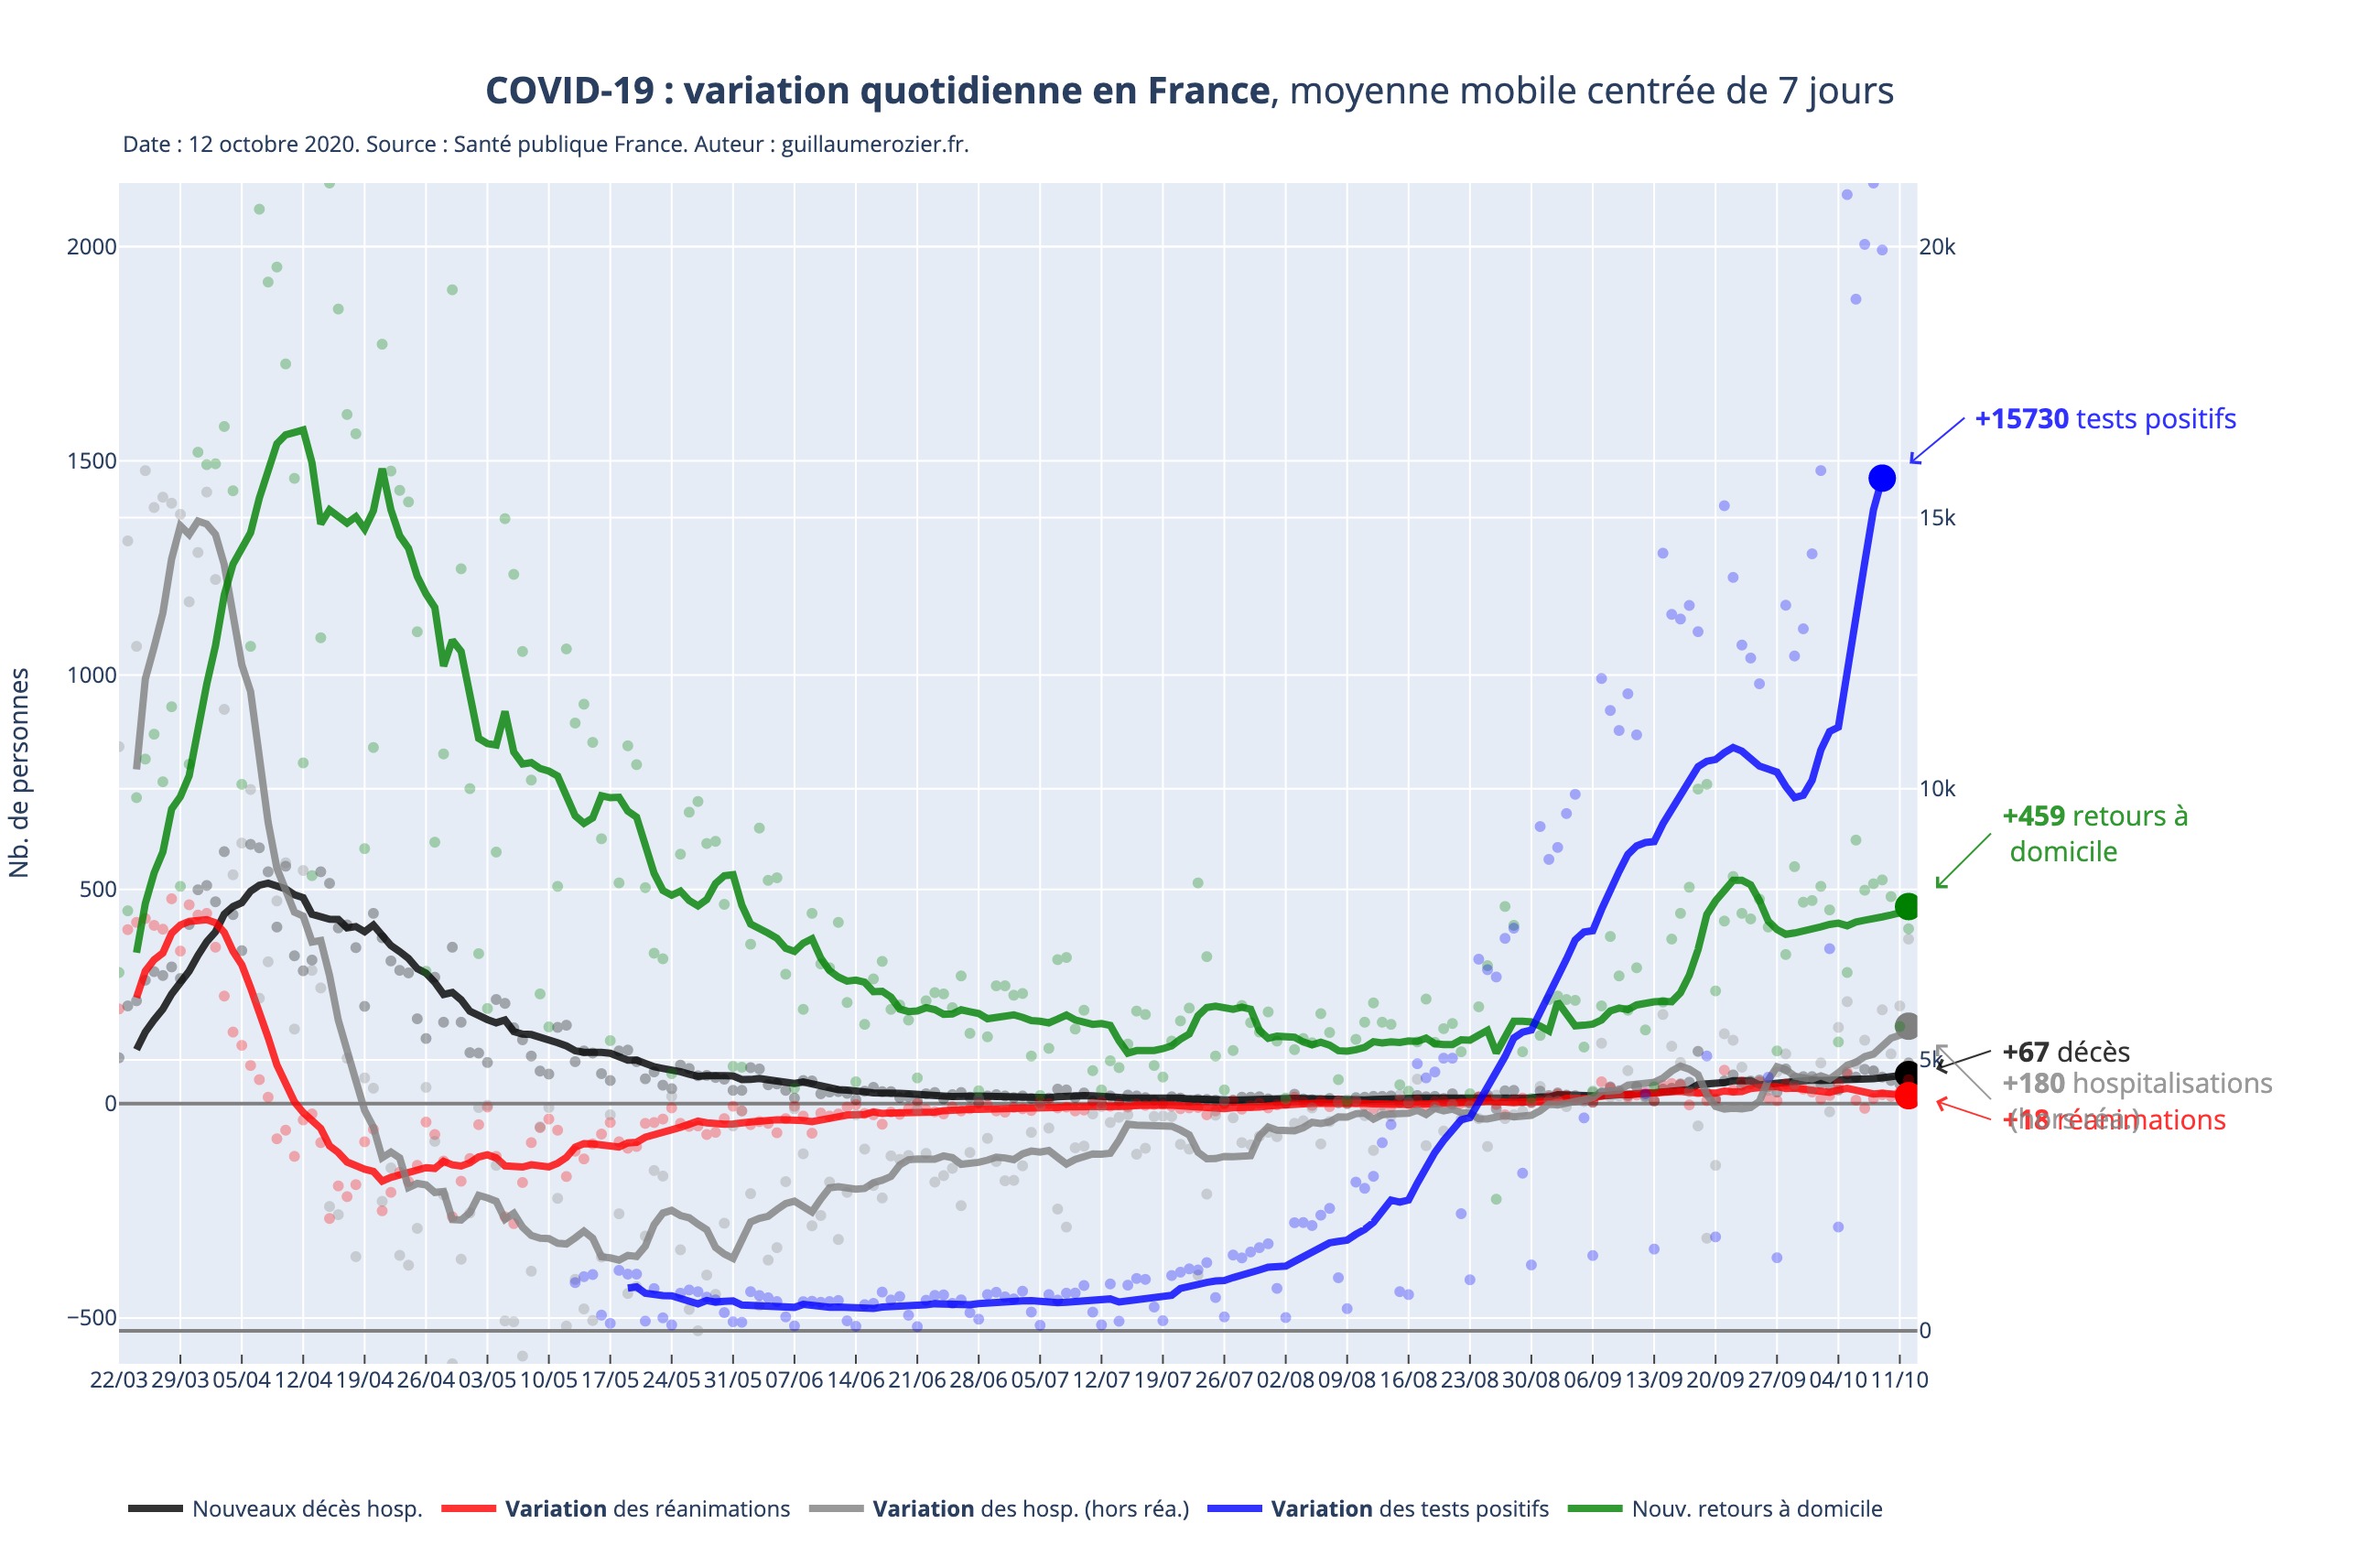 COVID-19 : variation quotidienne en France, moyenne mobile centrée de 7 jours
Date : 12 octobre 2020. Source : Santé publique France. Auteur : guillaumerozier.fr.
Nb. de personnes
2000
1500
1000
500
0
−500
20k
15k
10k
5k
0
+15730 tests positifs
+459 retours à
domicile
+67 décès
+180 hospitalisations
(hors réa.)
+18 réanimations
22/03 29/03 05/04 12/04 19/04 26/04 03/05 10/05 17/05 24/05 31/05 07/06 14/06 21/06 28/06 05/07 12/07 19/07 26/07 02/08 09/08 16/08 23/08 30/08 06/09 13/09 20/09 27/09 04/10 11/10
Nouveaux décès hosp. Variation des réanimations Variation des hosp. (hors réa.) Variation des tests positifs Nouv. retours à domicile